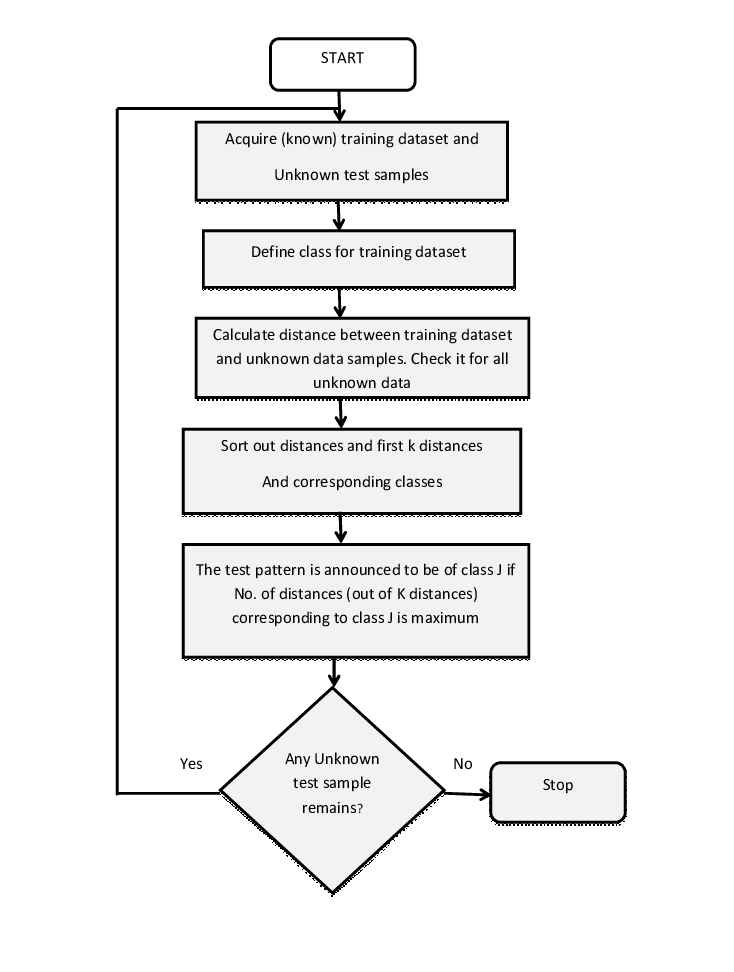 START
Acquire (known) training dataset and
Unknown test samples
Define class for training dataset
Calculate distance between training dataset
and unknown data samples. Check it for all
unknown data
Sort out distances and first k distances
And corresponding classes
The test pattern is announced to be of class J if
No. of distances (out of K distances)
corresponding to class J is maximum
Any Unknown
test sample
remains?
Yes
No
Stop